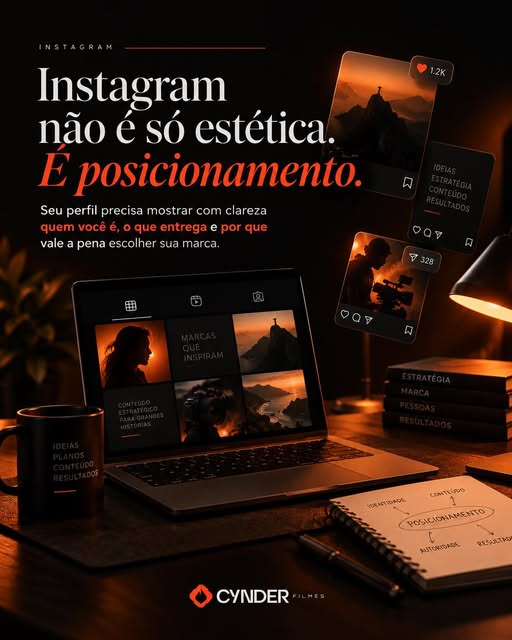 INSTAGRAM
Instagram
não é só estética.
É posicionamento.
Seu perfil precisa mostrar com clareza
quem você é, o que entrega e por que
vale a pena escolher sua marca.
1.2K
IDEIAS
ESTRATÉGIA
CONTEÚDO
RESULTADOS
328
MARCAS
QUE
INSPIRAM
CONTEÚDO
ESTRATÉGICO
PARA GRANDES
HISTÓRIAS
IDEIAS
PLANOS
CONTEÚDO
RESULTADOS
ESTRATÉGIA
MARCA
PESSOAS
RESULTADOS
IDENTIDADE
CONTEÚDO
POSICIONAMENTO
AUTORIDADE
RESULTAD
CYNDER FILMES